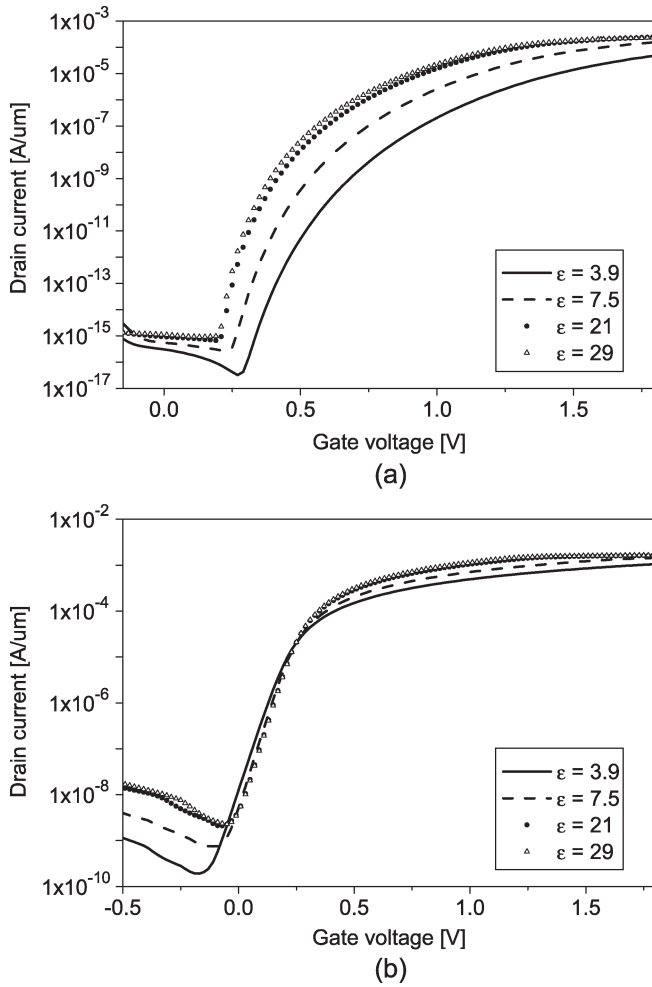 1x10⁻³
1x10⁻⁵
1x10⁻⁷
1x10⁻⁹
1x10⁻¹¹
1x10⁻¹³
1x10⁻¹⁵
1x10⁻¹⁷
Drain current [A/um]
ε = 3.9
ε = 7.5
ε = 21
ε = 29
0.0 0.5 1.0 1.5
Gate voltage [V]
(a)
1x10⁻²
1x10⁻⁴
1x10⁻⁶
1x10⁻⁸
1x10⁻¹⁰
Drain current [A/um]
ε = 3.9
ε = 7.5
ε = 21
ε = 29
-0.5 0.0 0.5 1.0 1.5
Gate voltage [V]
(b)